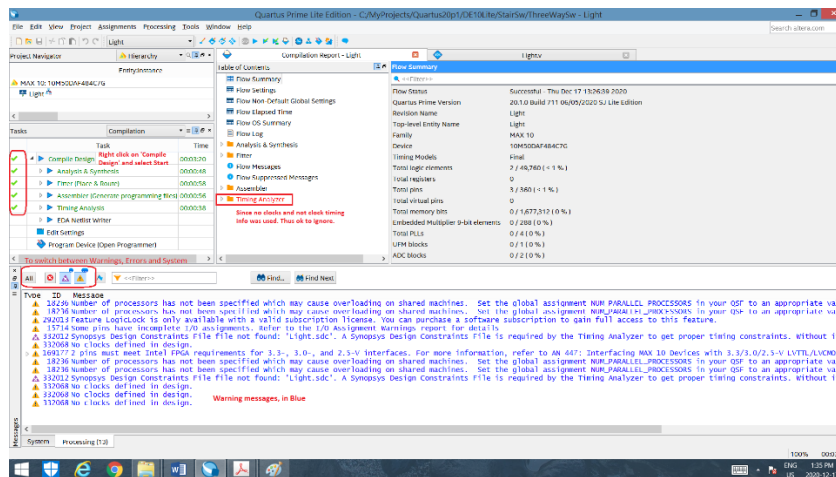 Quartus Prime Lite Edition - C:/MyProjects/Quartus20p1/DE10Lite/StairSw/ThreeWaySw - Light
File Edit View Project Assignments Processing Tools Window Help
Search altera.com
Light
Project Navigator
Hierarchy
Compilation Report - Light
Light.v
Entity:Instance
MAX 10: 10M50DAF484C7G
Light
Table of Contents
Flow Summary
Flow Settings
Flow Non-Default Global Settings
Flow Elapsed Time
Flow OS Summary
Flow Log
Analysis & Synthesis
Fitter
Flow Messages
Flow Suppressed Messages
Assembler
Timing Analyzer
Since no clocks and not clock timing
info was used. Thus ok to ignore.
Flow Summary
<<Filter>>
Flow Status Successful - Thu Dec 17 13:26:39 2020
Quartus Prime Version 20.1.0 Build 711 06/05/2020 SJ Lite Edition
Revision Name Light
Top-level Entity Name Light
Family MAX 10
Device 10M50DAF484C7G
Timing Models Final
Total logic elements 2 / 49,760 ( < 1 % )
Total registers 0
Total pins 3 / 360 ( < 1 % )
Total virtual pins 0
Total memory bits 0 / 1,677,312 ( 0 % )
Embedded Multiplier 9-bit elements 0 / 288 ( 0 % )
Total PLLs 0 / 4 ( 0 % )
UFM blocks 0 / 1 ( 0 % )
ADC blocks 0 / 2 ( 0 % )
Tasks
Compilation
Task Time
Compile Design 00:03:20
Right click on 'Compile
Design' and select Start
Analysis & Synthesis 00:00:48
Fitter (Place & Route) 00:00:58
Assembler (Generate programming files) 00:00:56
Timing Analysis 00:00:38
EDA Netlist Writer
Edit Settings
Program Device (Open Programmer)
To switch between Warnings, Errors and System
All
<<Filter>>
Find...
Find Next
Type ID Message
18236 Number of processors has not been specified which may cause overloading on shared machines. Set the global assignment NUM_PARALLEL_PROCESSORS in your QSF to an appropriate va
18236 Number of processors has not been specified which may cause overloading on shared machines. Set the global assignment NUM_PARALLEL_PROCESSORS in your QSF to an appropriate va
292013 Feature LogicLock is only available with a valid subscription license. You can purchase a software subscription to gain full access to this feature.
15714 Some pins have incomplete I/O assignments. Refer to the I/O Assignment Warnings report for details
332012 Synopsys Design Constraints File file not found: 'Light.sdc'. A Synopsys Design Constraints File is required by the Timing Analyzer to get proper timing constraints. Without i
332068 No clocks defined in design.
169177 2 pins must meet Intel FPGA requirements for 3.3-, 3.0-, and 2.5-V interfaces. For more information, refer to AN 447: Interfacing MAX 10 Devices with 3.3/3.0/2.5-V LVTTL/LVCMO
18236 Number of processors has not been specified which may cause overloading on shared machines. Set the global assignment NUM_PARALLEL_PROCESSORS in your QSF to an appropriate va
18236 Number of processors has not been specified which may cause overloading on shared machines. Set the global assignment NUM_PARALLEL_PROCESSORS in your QSF to an appropriate va
332012 Synopsys Design Constraints File file not found: 'Light.sdc'. A Synopsys Design Constraints File is required by the Timing Analyzer to get proper timing constraints. Without i
332068 No clocks defined in design.
332068 No clocks defined in design.
332068 No clocks defined in design.
Warning messages, in Blue
Messages
System
Processing (13)
100%
ENG 1:35 PM
US